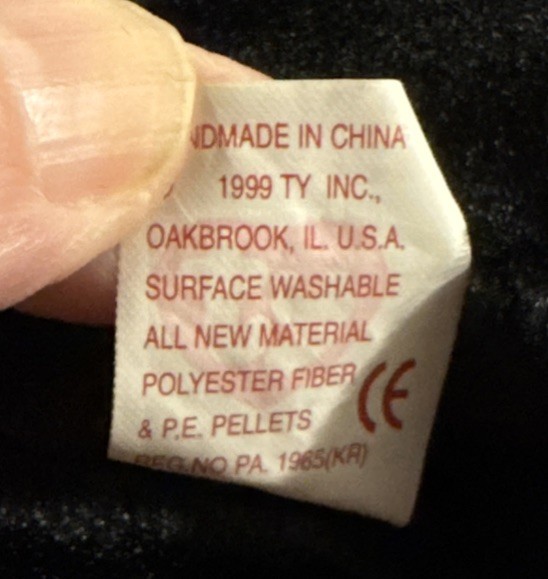 NDMADE IN CHINA
1999 TY INC.,
OAKBROOK, IL. U.S.A.
SURFACE WASHABLE
ALL NEW MATERIAL
POLYESTER FIBER
& P.E. PELLETS
CE
REG.NO PA. 1965(KR)